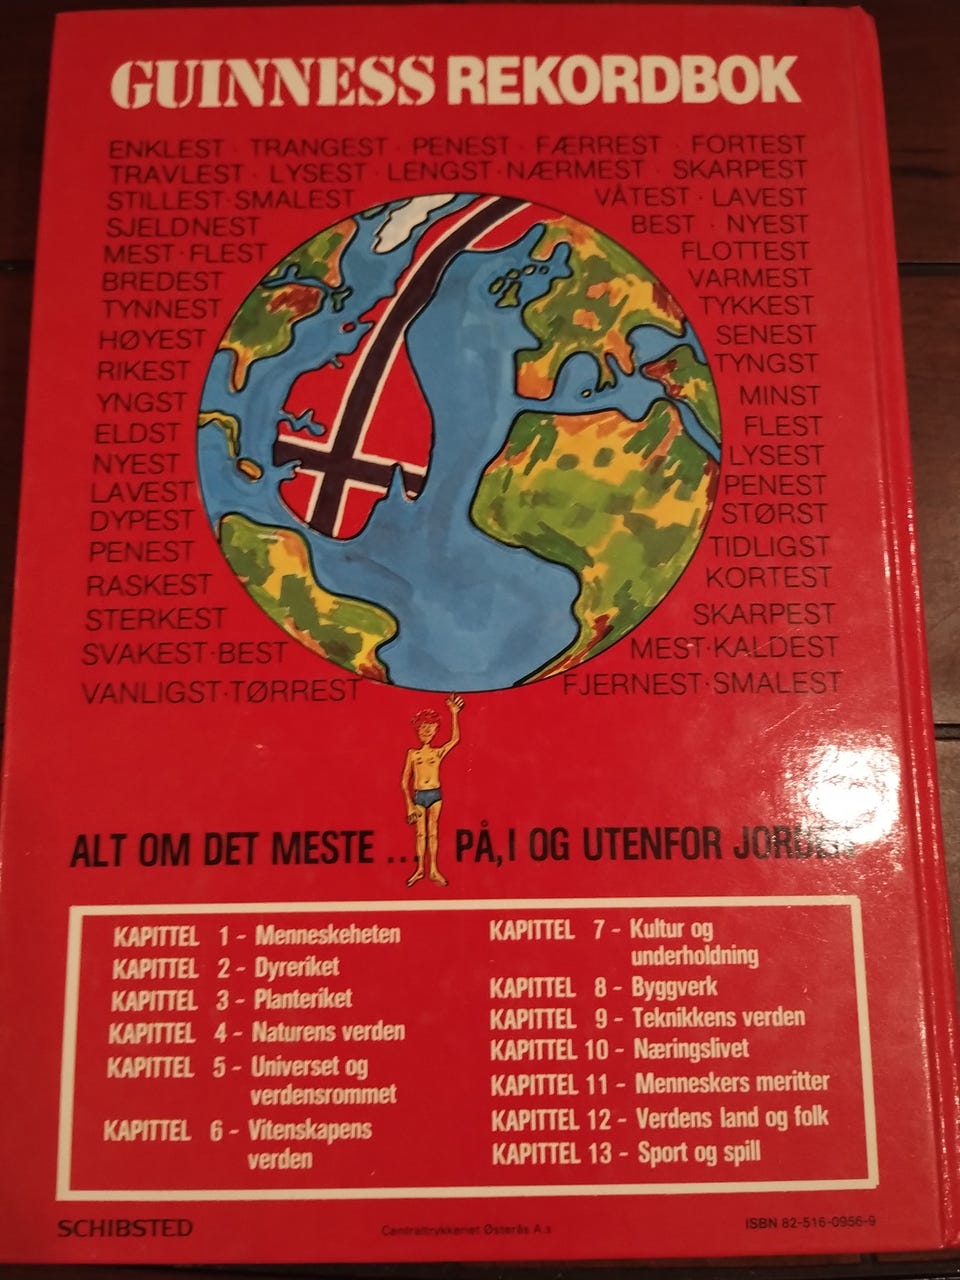 GUINNESS REKORDBOK
ENKLEST · TRANGEST · PENEST · FÆRREST · FORTEST
TRAVLEST · LYSEST · LENGST · NÆRMEST · SKARPEST
STILLEST · SMALEST VÅTEST · LAVEST
SJELDNEST BEST · NYEST
MEST · FLEST FLOTTEST
BREDEST VARMEST
TYNNEST TYKKEST
HØYEST SENEST
RIKEST TYNGST
YNGST MINST
ELDST FLEST
NYEST LYSEST
LAVEST PENEST
DYPEST STØRST
PENEST TIDLIGST
RASKEST KORTEST
STERKEST SKARPEST
SVAKEST · BEST MEST · KALDEST
VANLIGST · TØRREST FJERNEST · SMALEST
ALT OM DET MESTE ... PÅ, I OG UTENFOR
KAPITTEL 1 - Menneskeheten
KAPITTEL 2 - Dyreriket
KAPITTEL 3 - Planteriket
KAPITTEL 4 - Naturens verden
KAPITTEL 5 - Universet og
verdensrommet
KAPITTEL 6 - Vitenskapens
verden
KAPITTEL 7 - Kultur og
underholdning
KAPITTEL 8 - Byggverk
KAPITTEL 9 - Teknikkens verden
KAPITTEL 10 - Næringslivet
KAPITTEL 11 - Menneskers meritter
KAPITTEL 12 - Verdens land og folk
KAPITTEL 13 - Sport og spill
SCHIBSTED
Centraltrykkeriet Østerås A.s
ISBN 82-516-0956-9